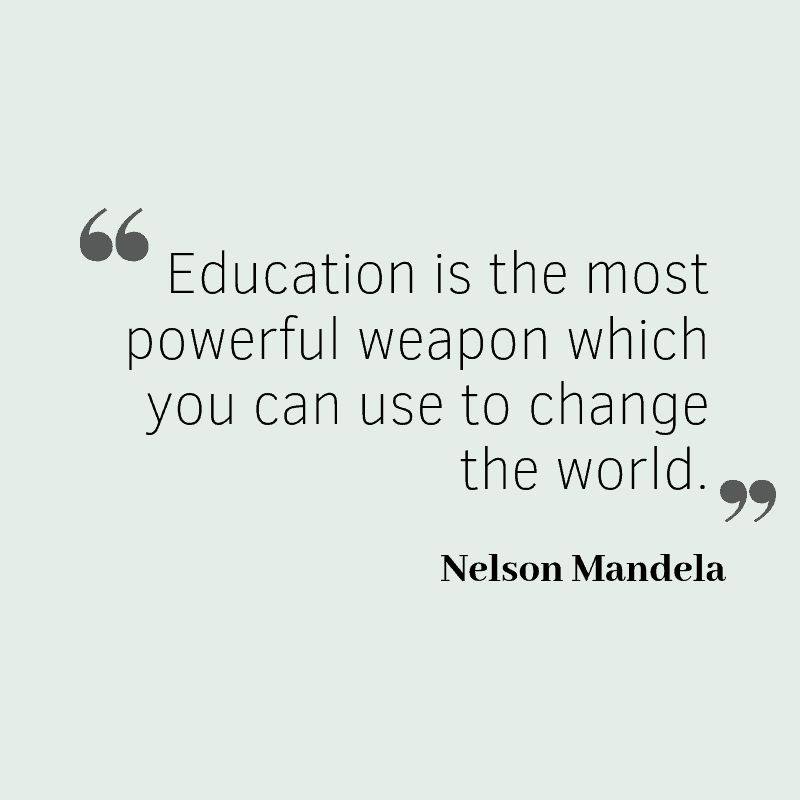 “Education is the most
powerful weapon which
you can use to change
the world.”
Nelson Mandela